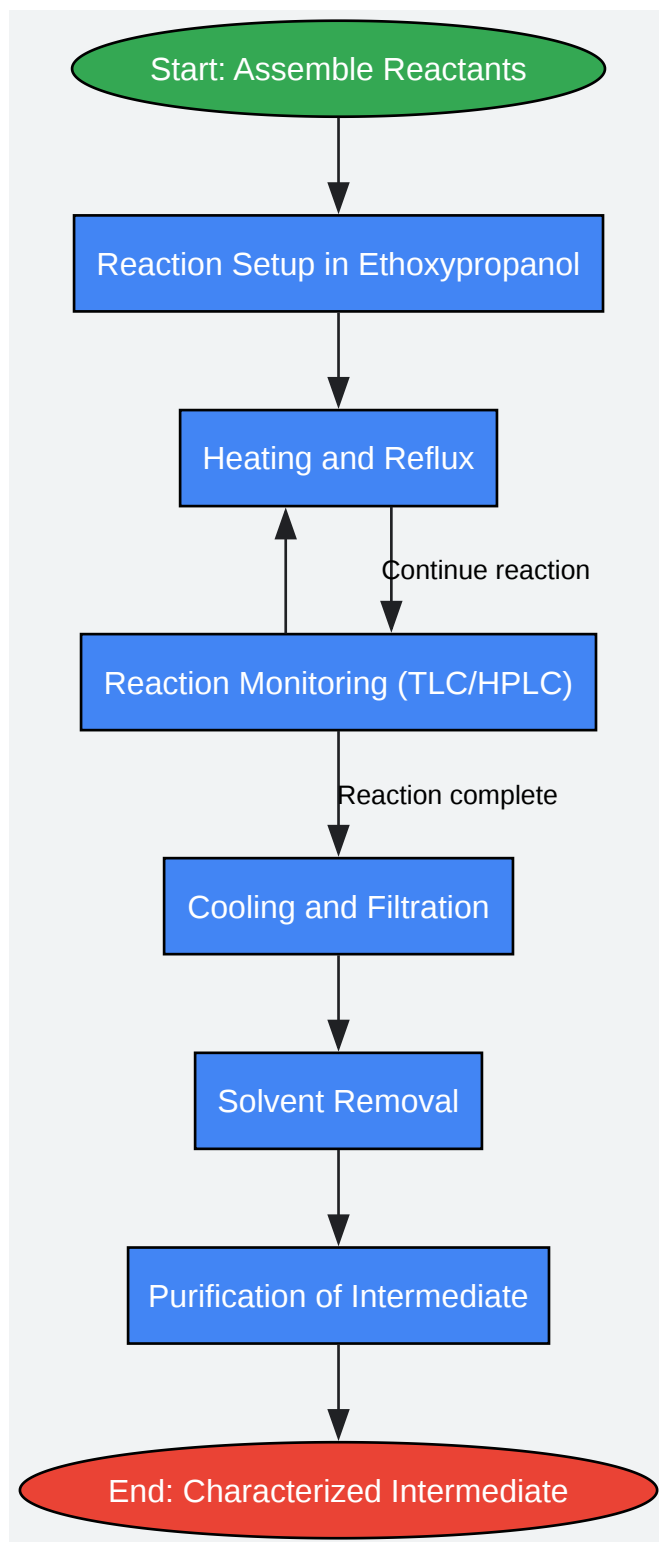 Start: Assemble Reactants
Reaction Setup in Ethoxypropanol
Heating and Reflux
Continue reaction
Reaction Monitoring (TLC/HPLC)
Reaction complete
Cooling and Filtration
Solvent Removal
Purification of Intermediate
End: Characterized Intermediate